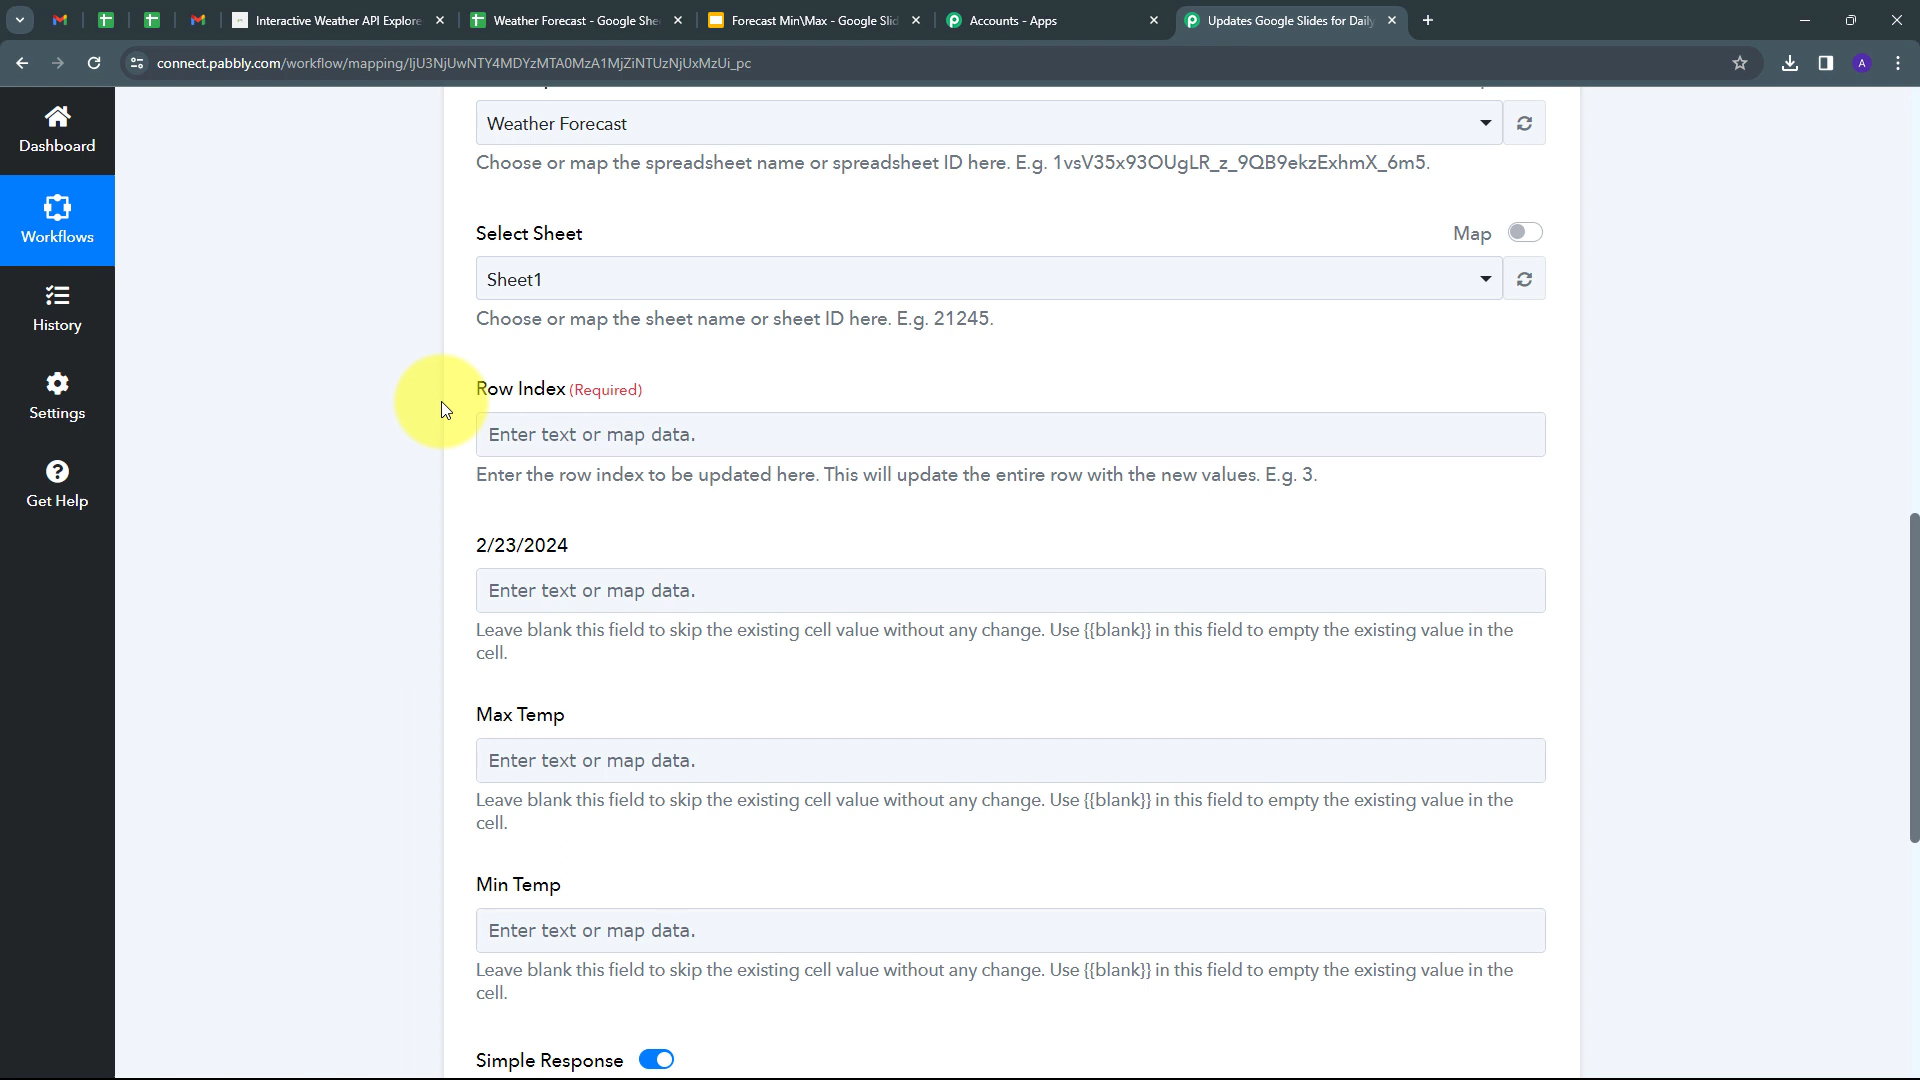 Interactive Weather API Explore
Weather Forecast - Google She
Forecast Min\Max - Google Slid
Accounts - Apps
Updates Google Slides for Daily
connect.pabbly.com/workflow/mapping/IjU3NjUwNTY4MDYzMTA0MzA1MjZiNTUzNjUxMzUi_pc
A
Dashboard
Workflows
History
Settings
Get Help
Weather Forecast
Choose or map the spreadsheet name or spreadsheet ID here. E.g. 1vsV35x93OUgLR_z_9QB9ekzExhmX_6m5.
Select Sheet
Map
Sheet1
Choose or map the sheet name or sheet ID here. E.g. 21245.
Row Index (Required)
Enter text or map data.
Enter the row index to be updated here. This will update the entire row with the new values. E.g. 3.
2/23/2024
Enter text or map data.
Leave blank this field to skip the existing cell value without any change. Use {{blank}} in this field to empty the existing value in the
cell.
Max Temp
Enter text or map data.
Leave blank this field to skip the existing cell value without any change. Use {{blank}} in this field to empty the existing value in the
cell.
Min Temp
Enter text or map data.
Leave blank this field to skip the existing cell value without any change. Use {{blank}} in this field to empty the existing value in the
cell.
Simple Response